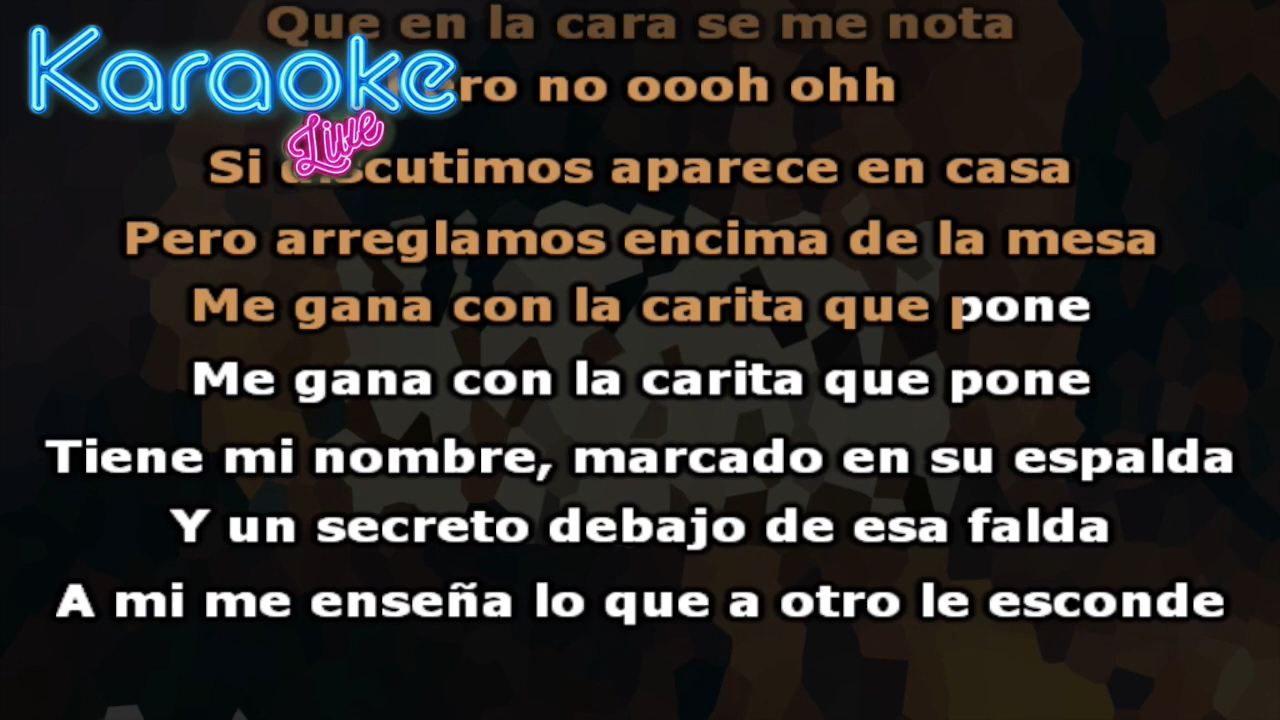 Que en la cara se me nota
Karaoke
Live
no oooh ohh
Si discutimos aparece en casa
Pero arreglamos encima de la mesa
Me gana con la carita que pone
Me gana con la carita que pone
Tiene mi nombre, marcado en su espalda
Y un secreto debajo de esa falda
A mi me enseña lo que a otro le esconde